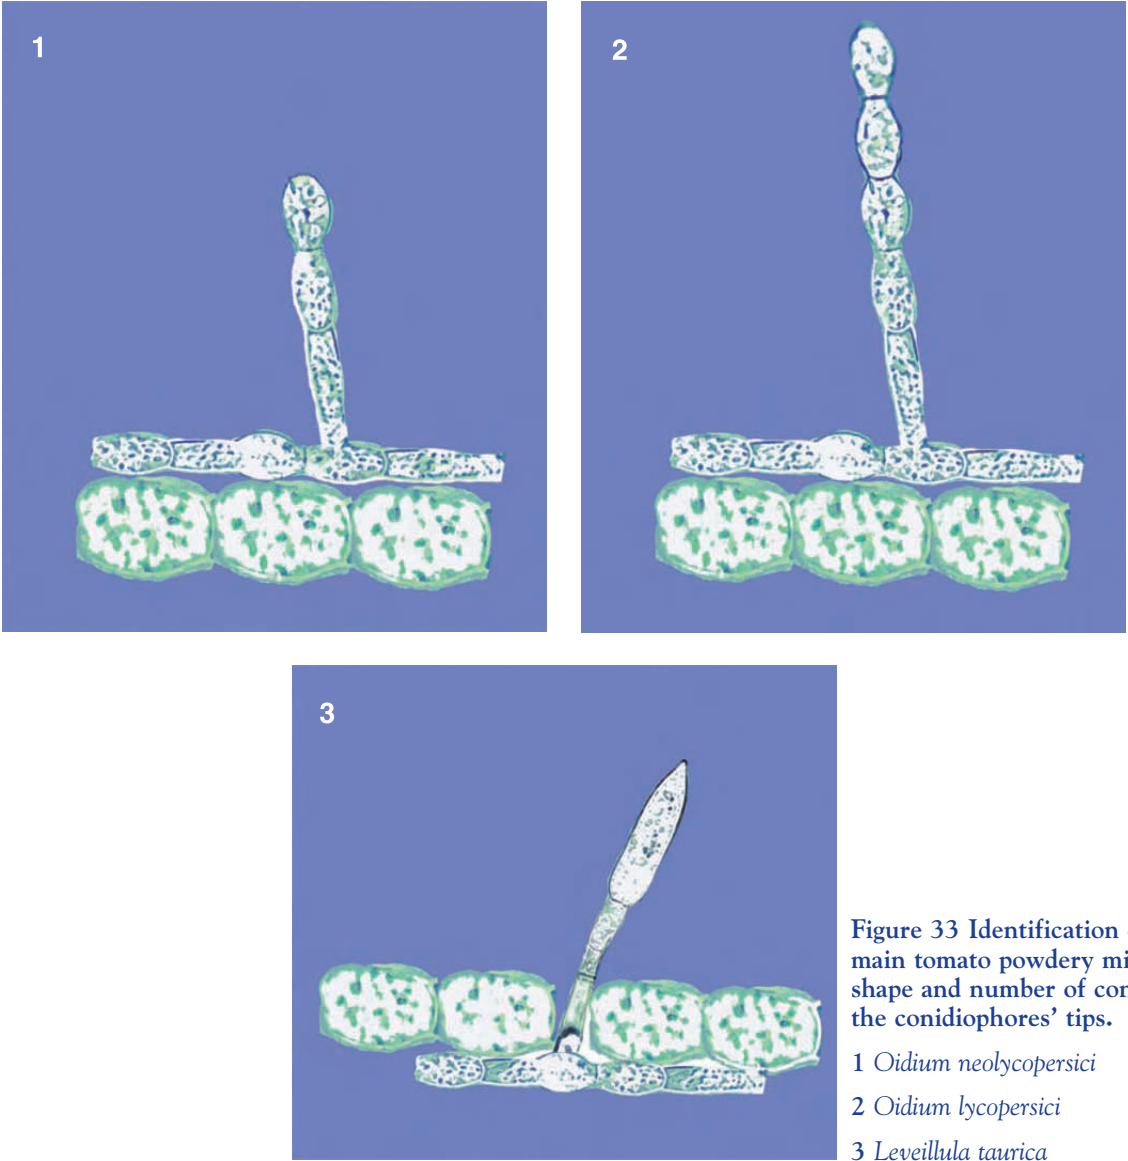 1
2
3
Figure 33 Identification
main tomato powdery
shape and number of
the conidiophores' tips.
1 Oidium neolycopersici
2 Oidium lycopersici
3 Leveillula taurica